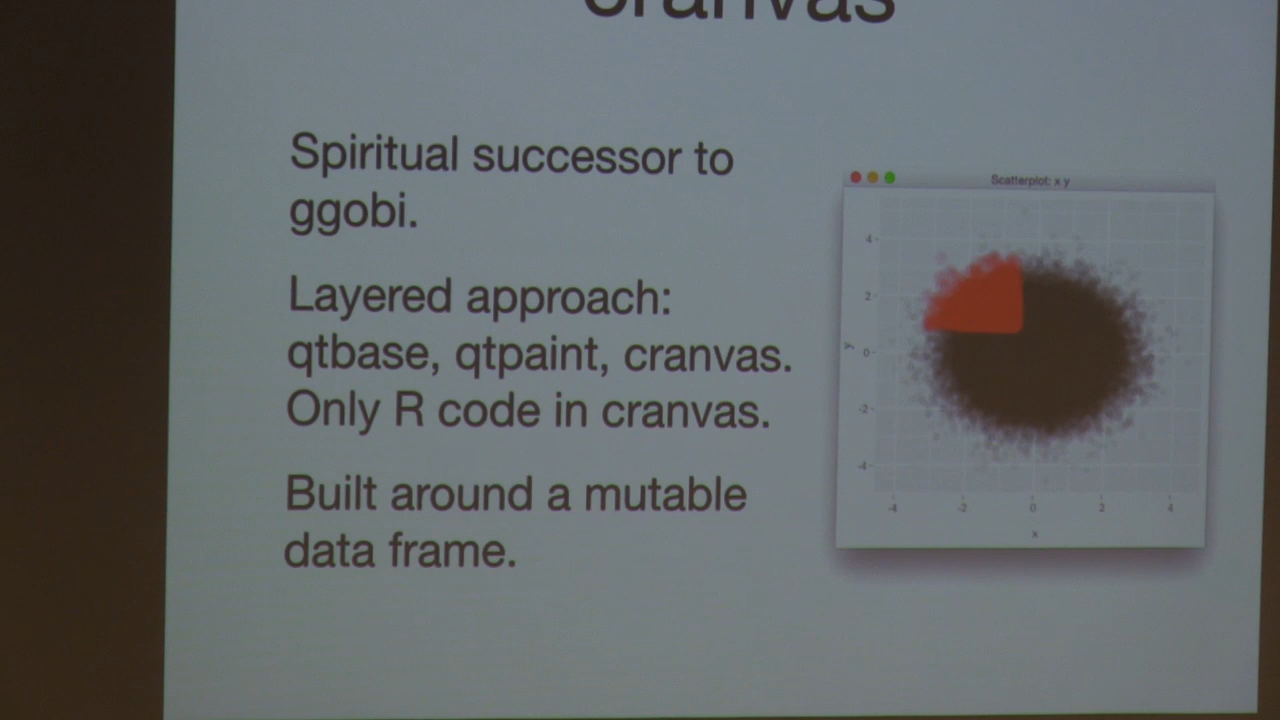 cranvas
Spiritual successor to
ggobi.
Layered approach:
qtbase, qtpaint, cranvas.
Only R code in cranvas.
Built around a mutable
data frame.
Scatterplot: x y
4
2
0
-2
-4
y
-4 -2 0 2 4
x